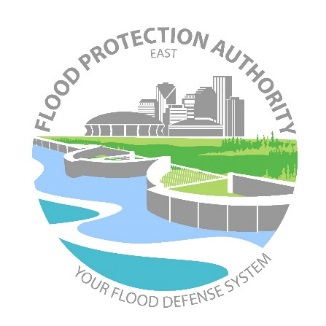 FLOOD PROTECTION AUTHORITY
EAST
YOUR FLOOD DEFENSE SYSTEM